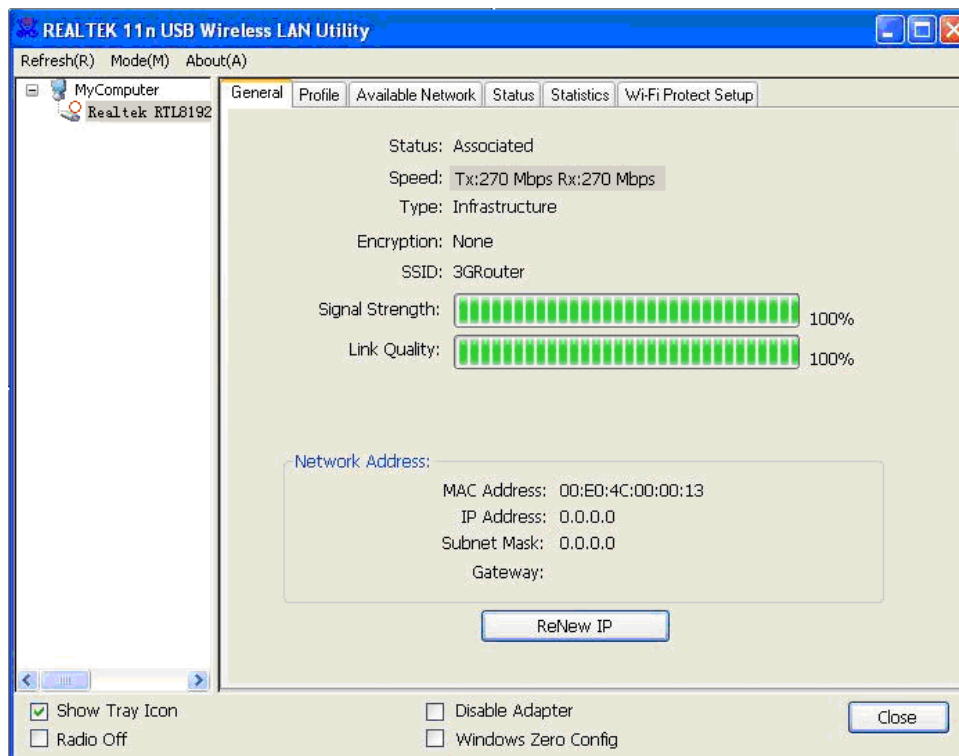 REALTEK 11n USB Wireless LAN Utility
Refresh(R) Mode(M) About(A)
MyComputer
Realtek RTL8192
General Profile Available Network Status Statistics Wi-Fi Protect Setup
Status: Associated
Speed: Tx:270 Mbps Rx:270 Mbps
Type: Infrastructure
Encryption: None
SSID: 3GRouter
Signal Strength: 100%
Link Quality: 100%
Network Address:
MAC Address: 00:E0:4C:00:00:13
IP Address: 0.0.0.0
Subnet Mask: 0.0.0.0
Gateway:
ReNew IP
Show Tray Icon
Radio Off
Disable Adapter
Windows Zero Config
Close